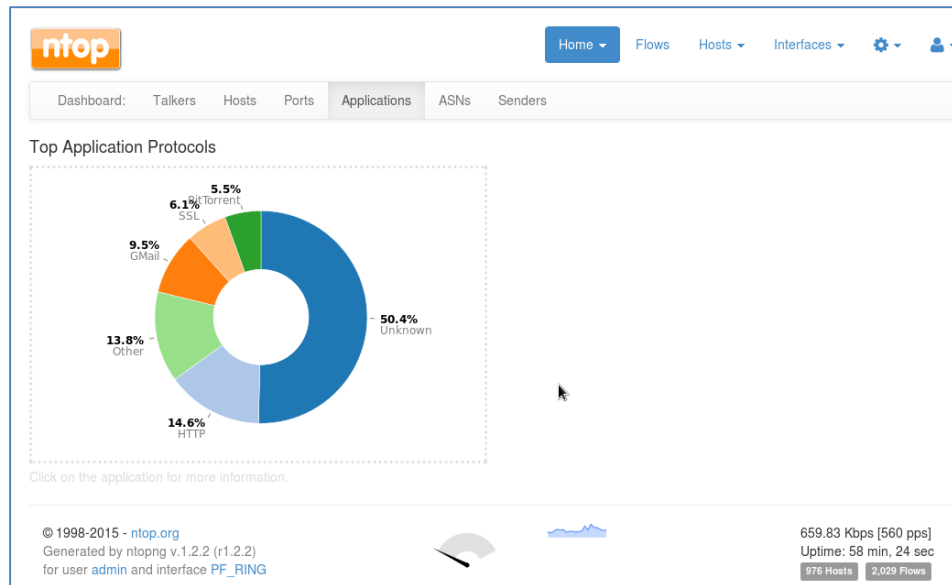 ntop
Home Flows Hosts Interfaces
Dashboard: Talkers Hosts Ports Applications ASNs Senders
Top Application Protocols
5.5%
BitTorrent
6.1%
SSL
9.5%
GMail
50.4%
Unknown
13.8%
Other
14.6%
HTTP
Click on the application for more information.
© 1998-2015 - ntop.org
Generated by ntopng v.1.2.2 (r1.2.2)
for user admin and interface PF_RING
659.83 Kbps [560 pps]
Uptime: 58 min, 24 sec
976 Hosts 2,029 Flows